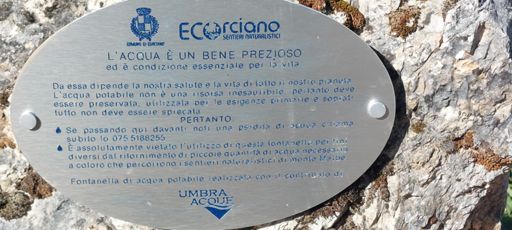 COMUNE DI CORCIANO
ECOrciano
SENTIERI NATURALISTICI
L'ACQUA È UN BENE PREZIOSO
ed è condizione essenziale per la vita
Da essa dipende la nostra salute e la vita di tutto il nostro pianeta
L'acqua potabile non è una risorsa inesauribile, pertanto deve
essere preservata, utilizzata per le esigenze primarie e
tutto non deve essere sprecata.
PERTANTO:
Se passando qui davanti noti una perdita di acqua chiama
subito lo 075 5188255
È assolutamente vietato l'utilizzo di questa fontanella per fini
diversi dal rifornimento di piccole quantità di acqua necessarie
a coloro che percorrono i sentieri naturalistici di monte Malbe
Fontanella di acqua potabile realizzata con il contributo di
UMBRA
ACQUE